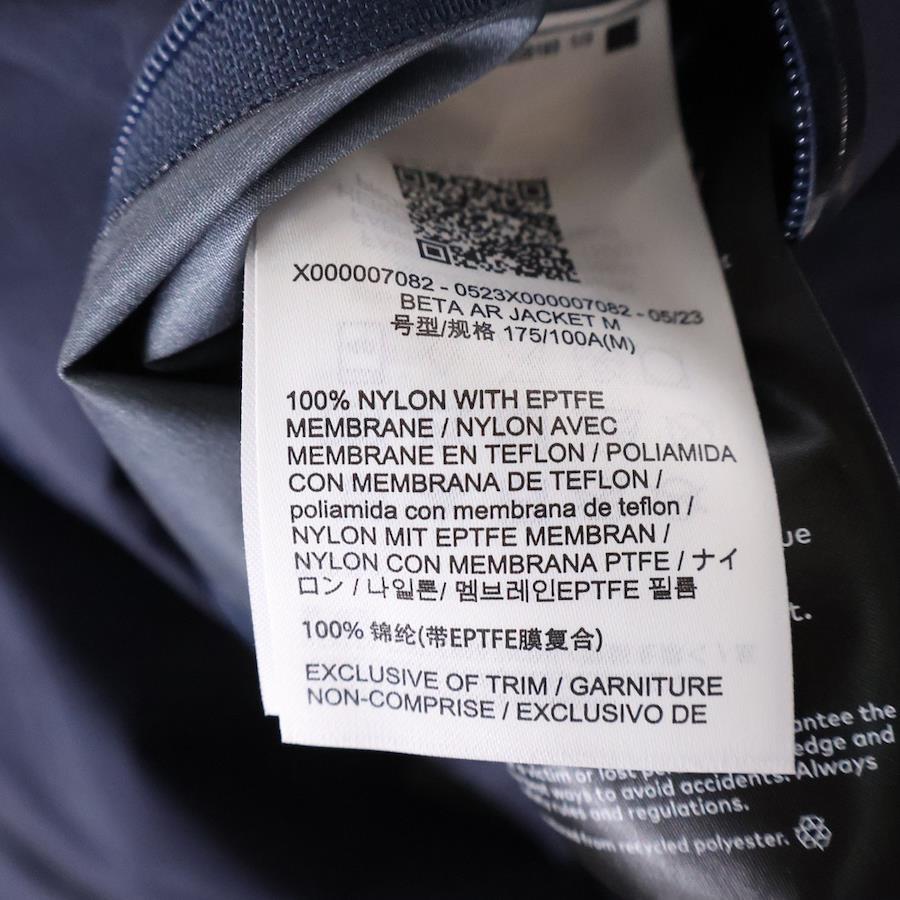 X000007082 - 0523X000007082 - 05/23
BETA AR JACKET M
号型/规格 175/100A(M)
100% NYLON WITH EPTFE
MEMBRANE / NYLON AVEC
MEMBRANE EN TEFLON / POLIAMIDA
CON MEMBRANA DE TEFLON /
poliamida con membrana de teflon /
NYLON MIT EPTFE MEMBRAN /
NYLON CON MEMBRANA PTFE / ナイ
ロン / 나일론/ 멤브레인EPTFE 필름
100% 锦纶(带EPTFE膜复合)
EXCLUSIVE OF TRIM / GARNITURE
NON-COMPRISE / EXCLUSIVO DE
the
and
or lost
ways to avoid accidents. Always
and regulations.
from recycled polyester.